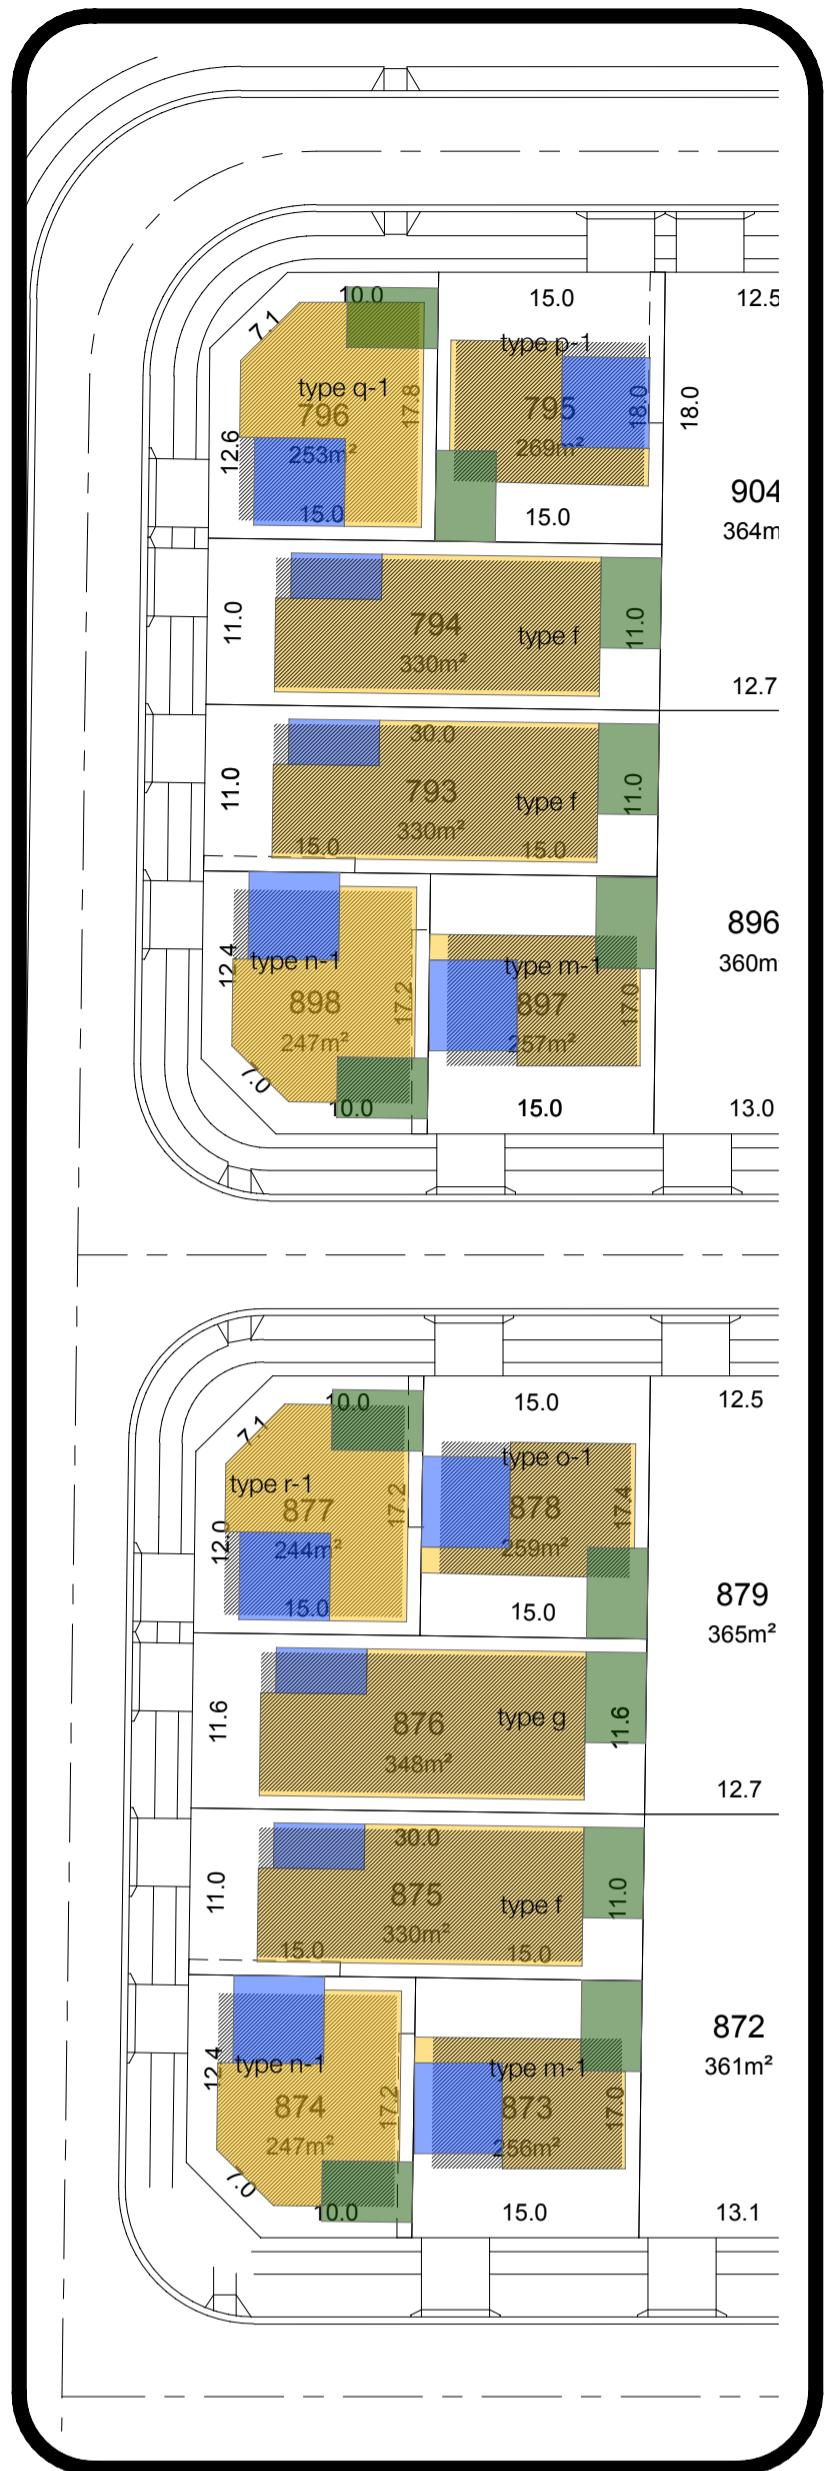 10.0
15.0
12.5
7.1
type p-1
type q-1
796
253m²
17.8
12.6
15.0
795
269m²
18.0
18.0
15.0
904
364m
11.0
794
330m²
type f
11.0
12.7
30.0
11.0
793
330m²
type f
11.0
15.0
15.0
896
360m
12.4
type n-1
898
247m²
17.2
7.0
10.0
type m-1
897
257m²
17.0
15.0
13.0
10.0
15.0
12.5
7.1
type r-1
877
244m²
17.2
12.0
15.0
type o-1
878
259m²
17.4
15.0
879
365m²
11.6
876
348m²
type g
11.6
12.7
30.0
11.0
875
330m²
type f
11.0
15.0
15.0
872
361m²
12.4
type n-1
874
247m²
17.2
7.0
10.0
type m-1
873
256m²
17.0
15.0
13.1